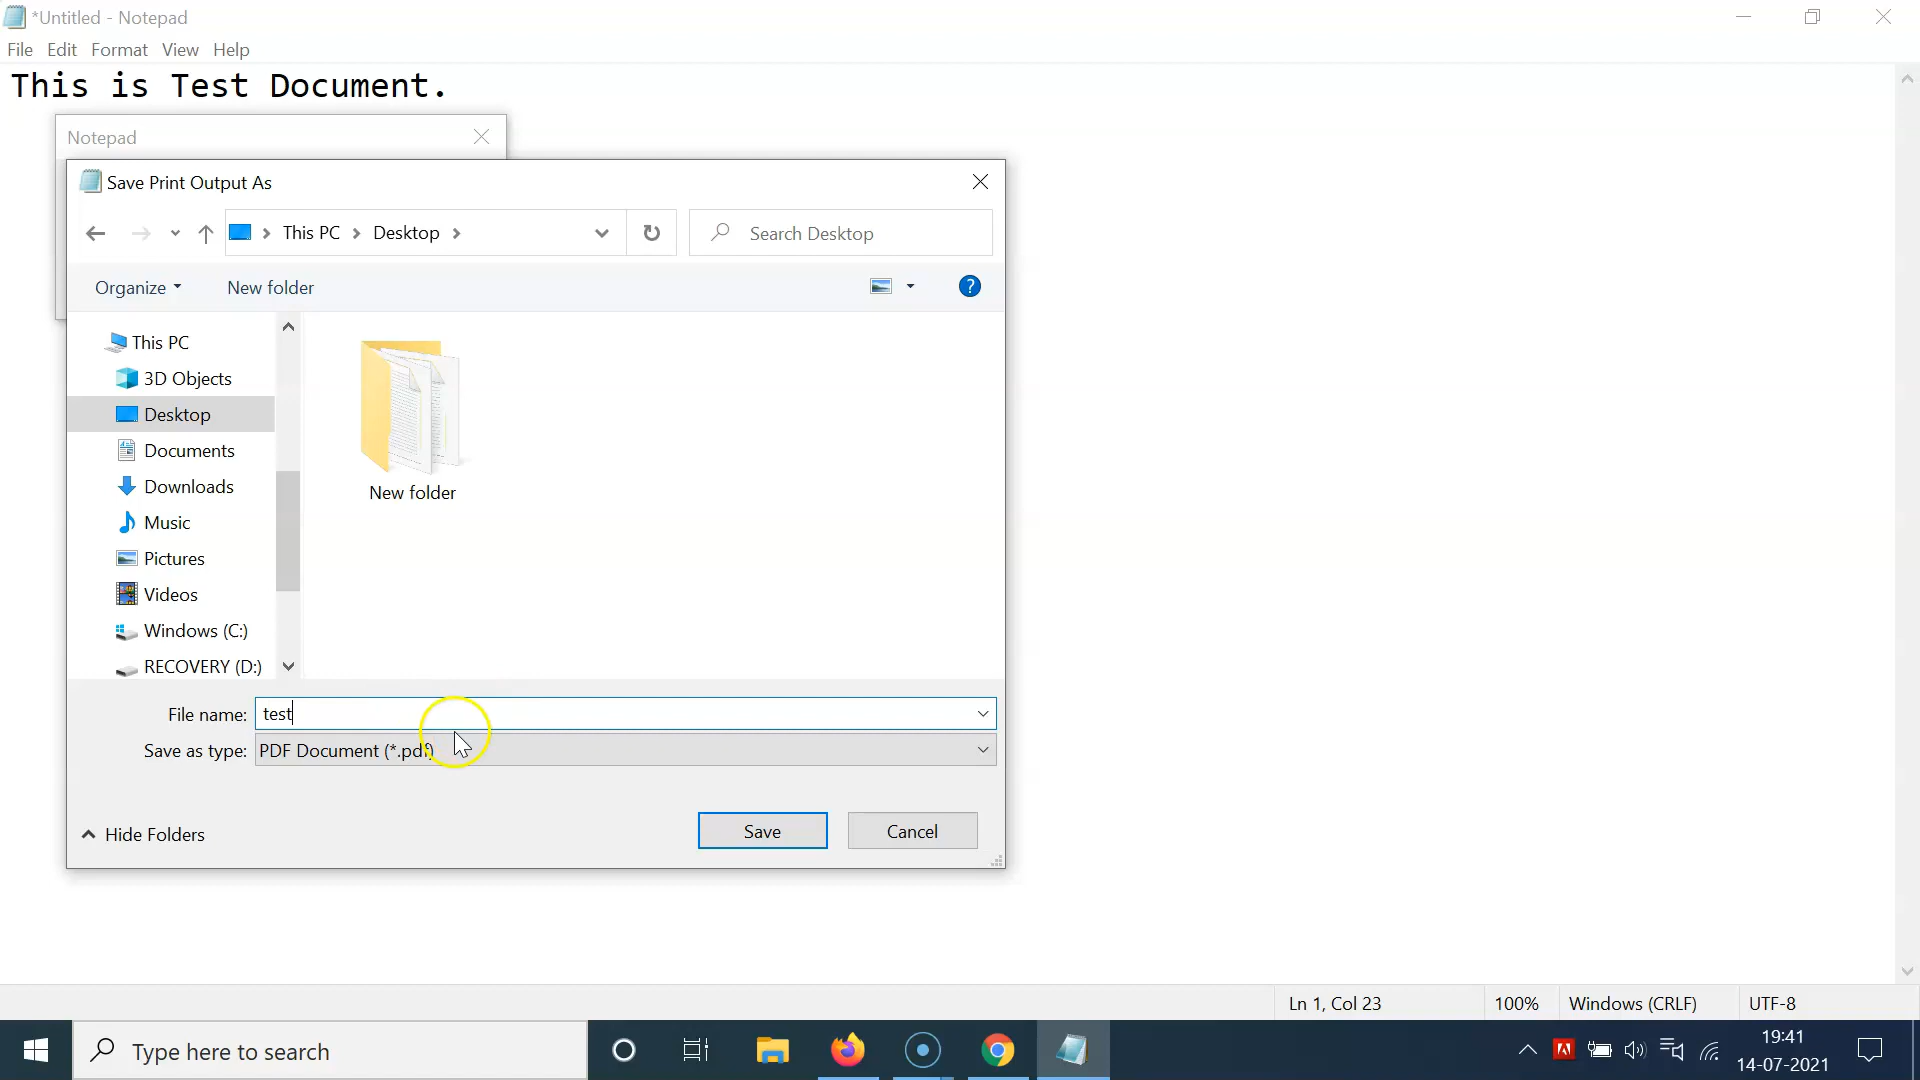 *Untitled - Notepad
File Edit Format View Help
This is Test Document.
Notepad
Save Print Output As
This PC Desktop
Search Desktop
Organize New folder
This PC
3D Objects
Desktop
Documents
Downloads
Music
Pictures
Videos
Windows (C:)
RECOVERY (D:)
New folder
File name: test
Save as type: PDF Document (*.pdf)
Hide Folders
Save Cancel
Ln 1, Col 23 100% Windows (CRLF) UTF-8
Type here to search
19:41
14-07-2021